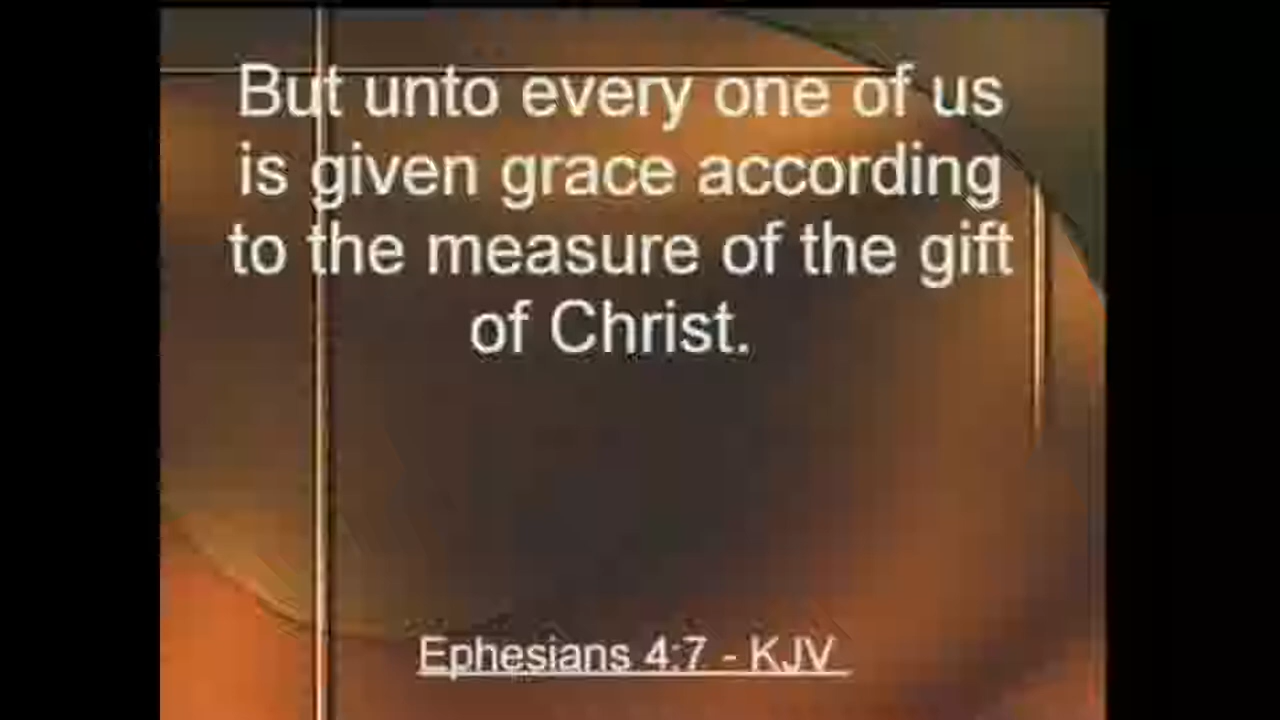 But unto every one of us
is given grace according
to the measure of the gift
of Christ.
Ephesians 4:7 - KJV